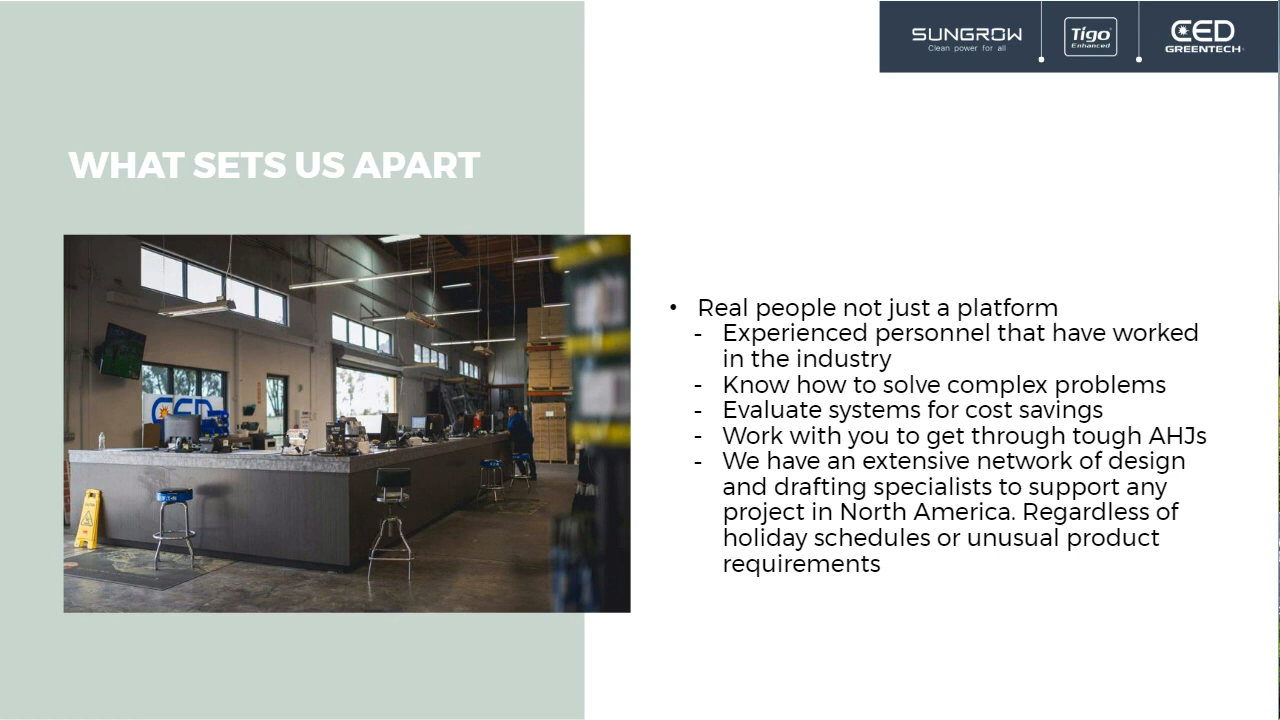 SUNGROW
Clean power for all
Tigo
Enhanced
CED
GREENTECH
WHAT SETS US APART
CED
• Real people not just a platform
- Experienced personnel that have worked
in the industry
- Know how to solve complex problems
- Evaluate systems for cost savings
- Work with you to get through tough AHJs
- We have an extensive network of design
and drafting specialists to support any
project in North America. Regardless of
holiday schedules or unusual product
requirements